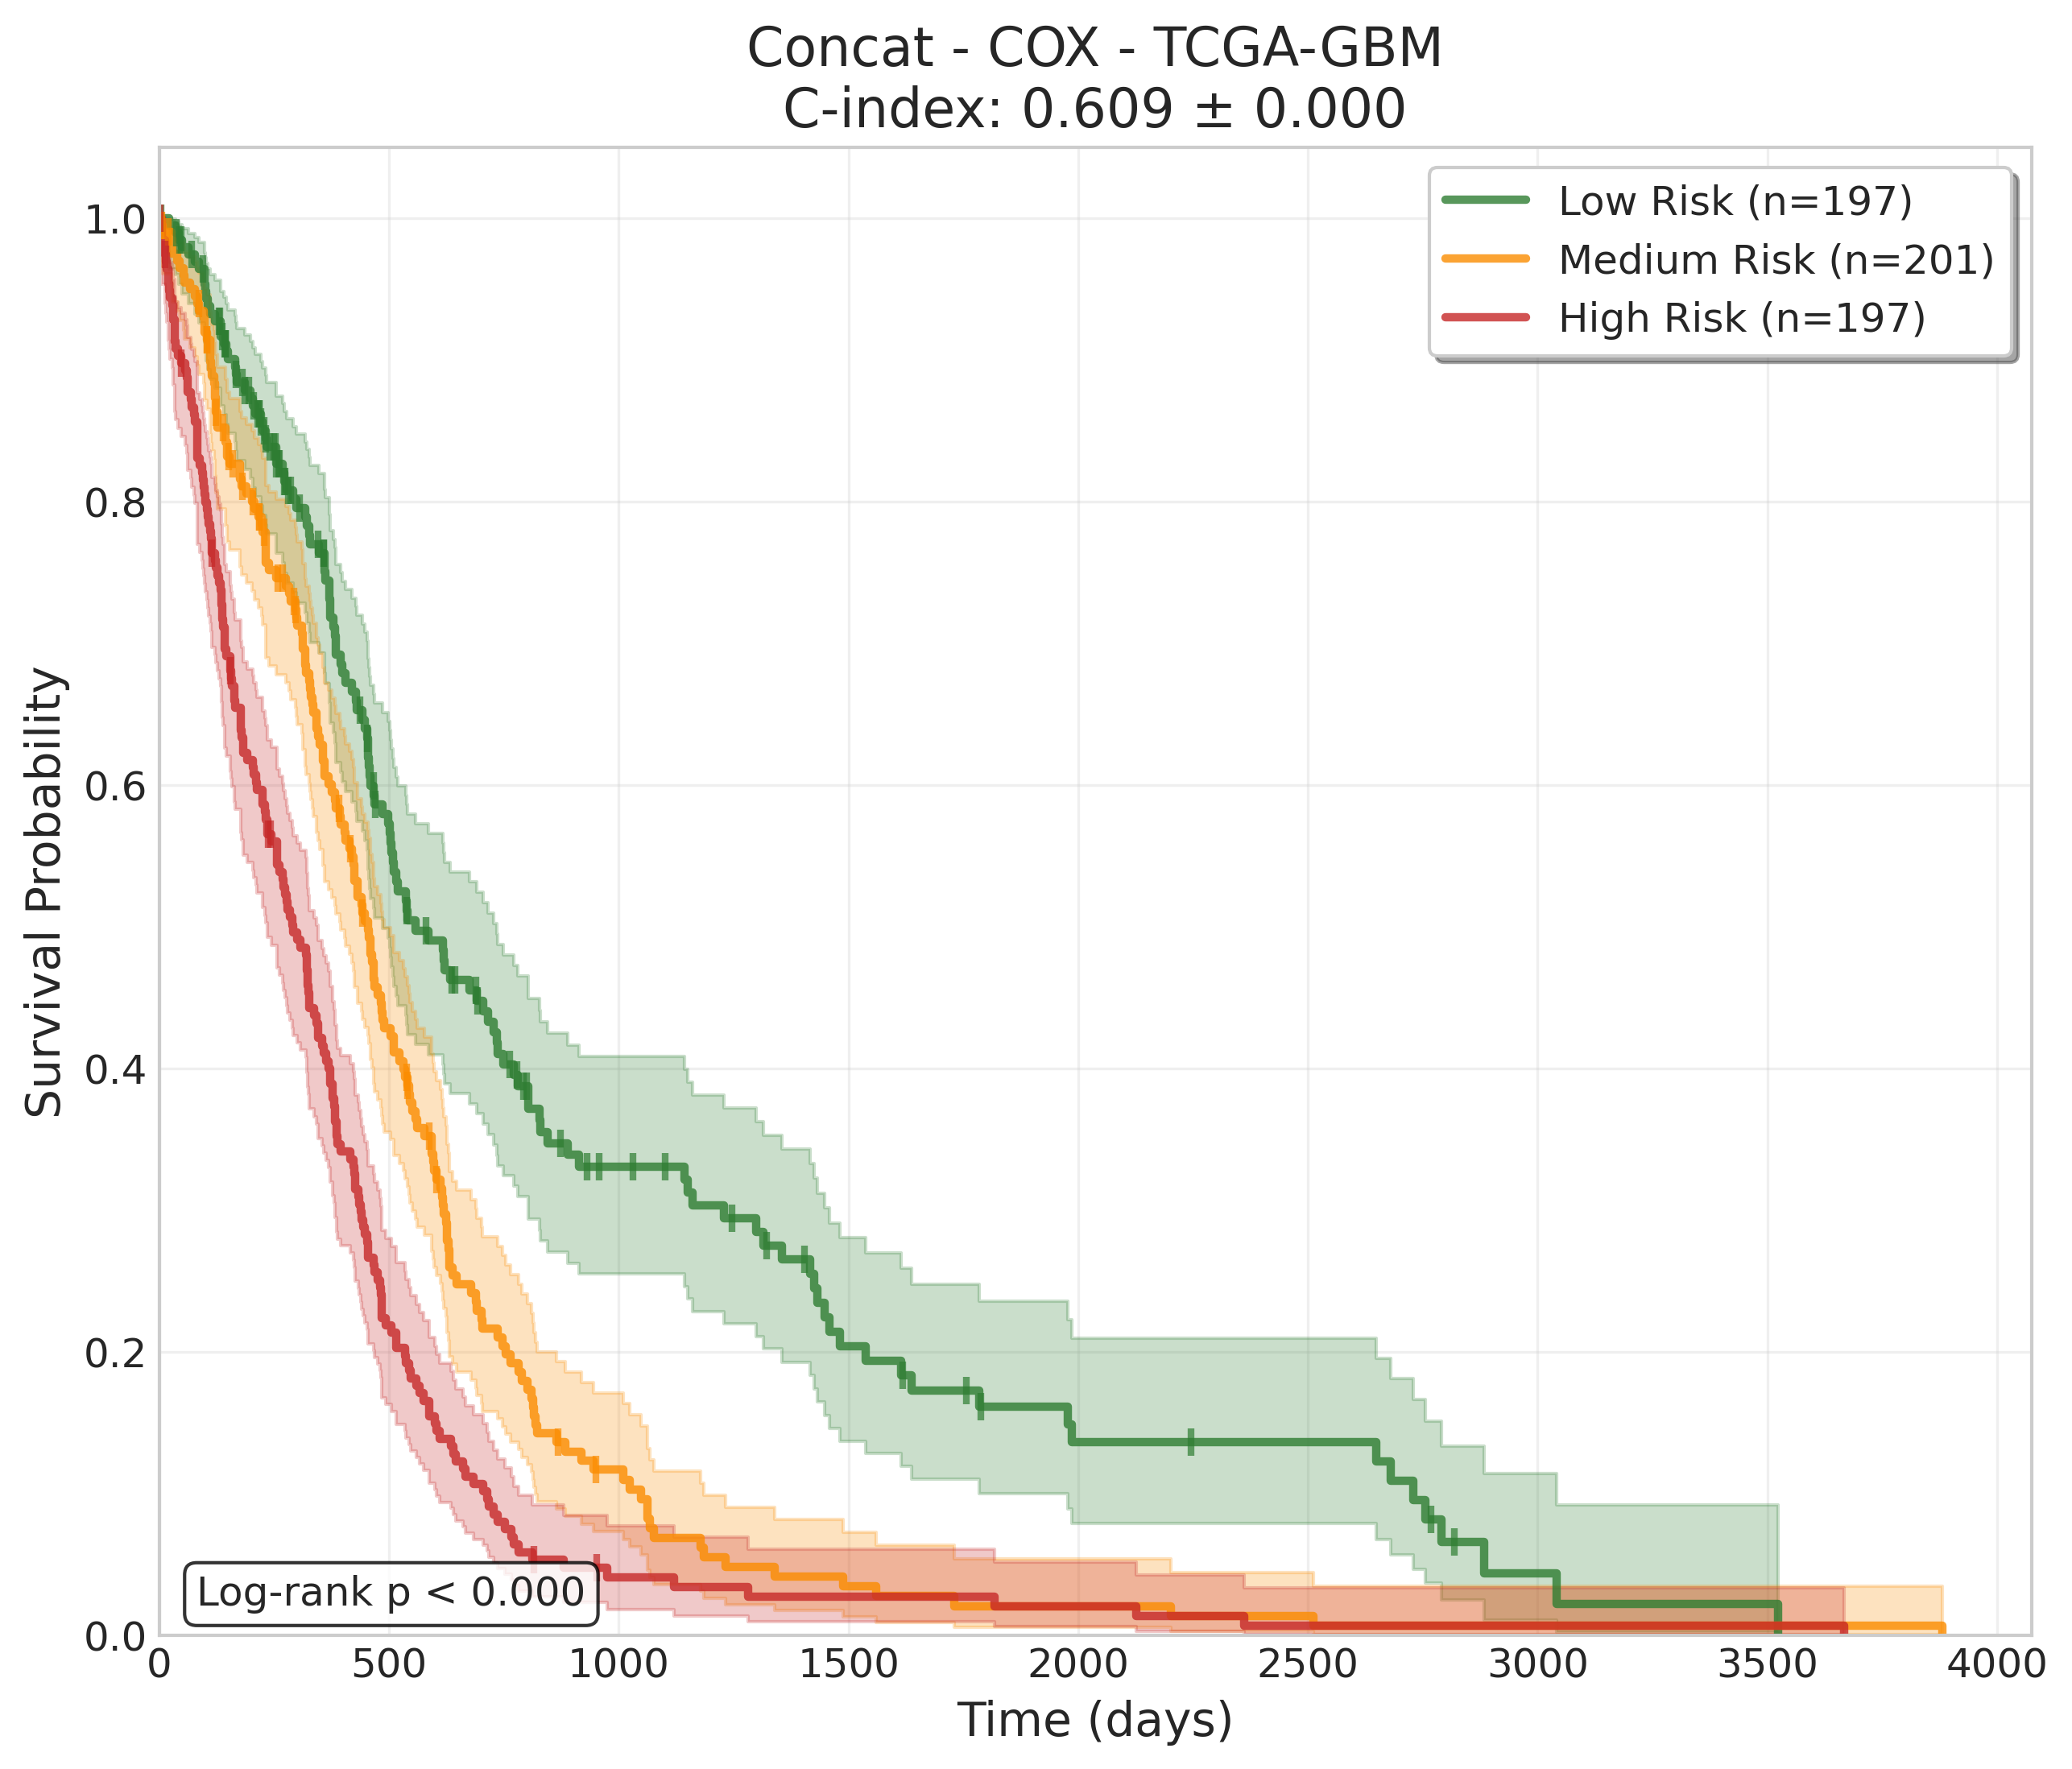 Concat - COX - TCGA-GBM
C-index: 0.609 ± 0.000
Low Risk (n=197)
Medium Risk (n=201)
High Risk (n=197)
1.0
0.8
0.6
0.4
0.2
0.0
Survival Probability
Log-rank p < 0.000
0 500 1000 1500 2000 2500 3000 3500 4000
Time (days)